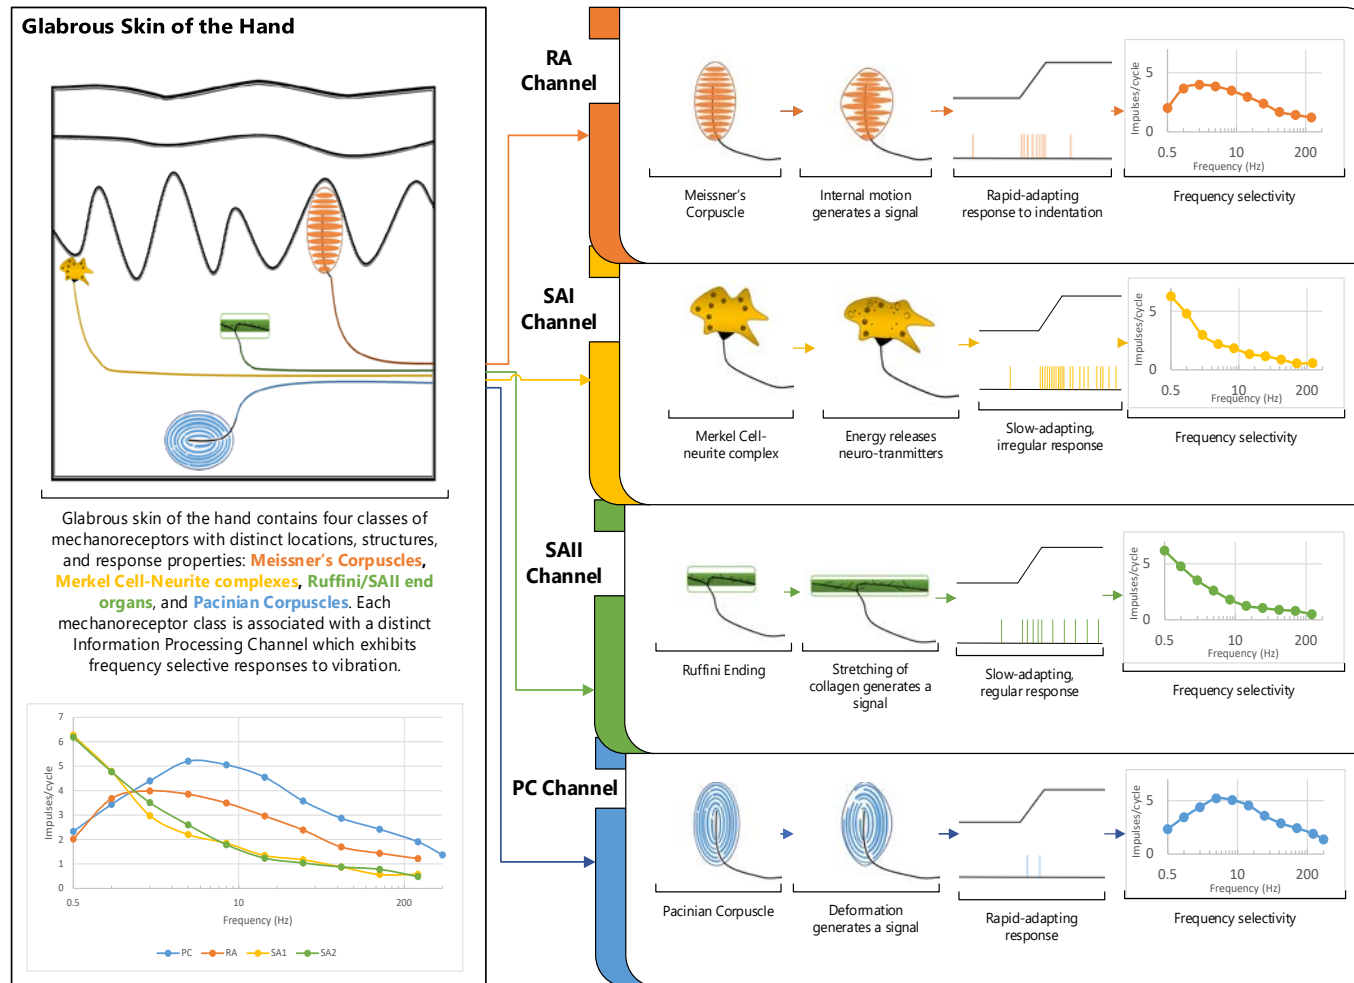 Glabrous Skin of the Hand
Glabrous skin of the hand contains four classes of
mechanoreceptors with distinct locations, structures,
and response properties: Meissner's Corpuscles,
Merkel Cell-Neurite complexes, Ruffini/SAII end
organs, and Pacinian Corpuscles. Each
mechanoreceptor class is associated with a distinct
Information Processing Channel which exhibits
frequency selective responses to vibration.
Impulses/cycle
7
6
5
4
3
2
1
0
0.5
10
200
Frequency (Hz)
PC
RA
SA1
SA2
RA
Channel
Meissner's
Corpuscle
Internal motion
generates a signal
Rapid-adapting
response to indentation
Impulses/cycle
5
0
0.5
10
200
Frequency (Hz)
Frequency selectivity
SAI
Channel
Merkel Cell-
neurite complex
Energy releases
neuro-tranmitters
Slow-adapting,
irregular response
Impulses/cycle
5
0
0.5
10
200
Frequency (Hz)
Frequency selectivity
SAII
Channel
Ruffini Ending
Stretching of
collagen generates a
signal
Slow-adapting,
regular response
Impulses/cycle
5
0
0.5
10
200
Frequency (Hz)
Frequency selectivity
PC Channel
Pacinian Corpuscle
Deformation
generates a signal
Rapid-adapting
response
Impulses/cycle
5
0
0.5
10
200
Frequency (Hz)
Frequency selectivity